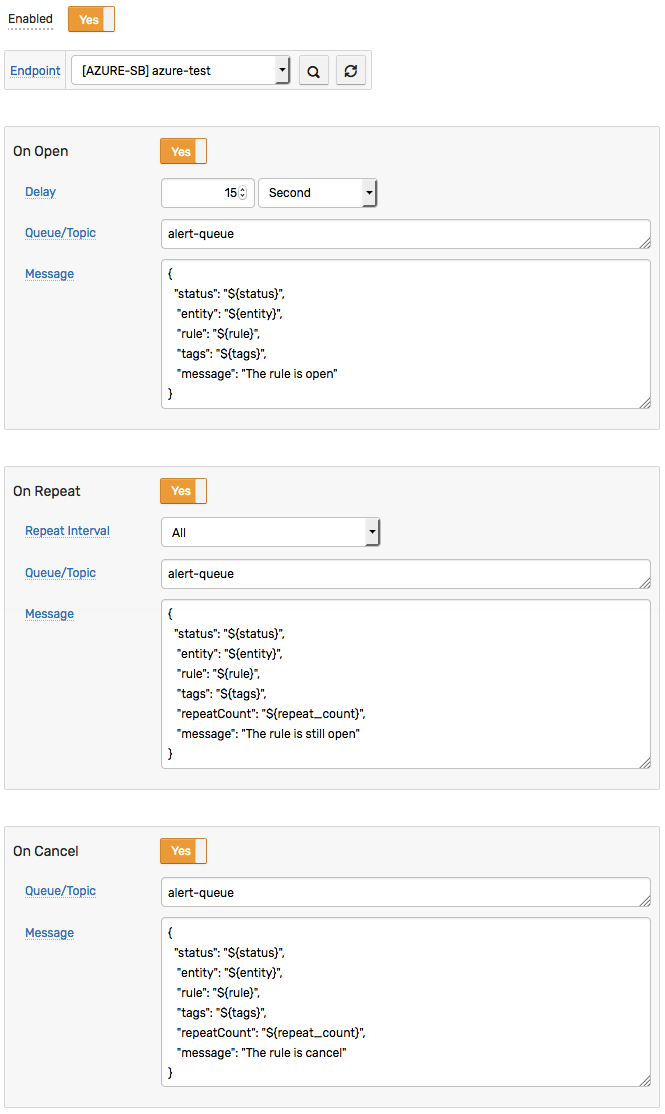 Enabled Yes
Endpoint [AZURE-SB] azure-test
On Open Yes
Delay 15 Second
Queue/Topic alert-queue
Message {
"status": "${status}",
"entity": "${entity}",
"rule": "${rule}",
"tags": "${tags}",
"message": "The rule is open"
}
On Repeat Yes
Repeat Interval All
Queue/Topic alert-queue
Message {
"status": "${status}",
"entity": "${entity}",
"rule": "${rule}",
"tags": "${tags}",
"repeatCount": "${repeat_count}",
"message": "The rule is still open"
}
On Cancel Yes
Queue/Topic alert-queue
Message {
"status": "${status}",
"entity": "${entity}",
"rule": "${rule}",
"tags": "${tags}",
"repeatCount": "${repeat_count}",
"message": "The rule is cancel"
}